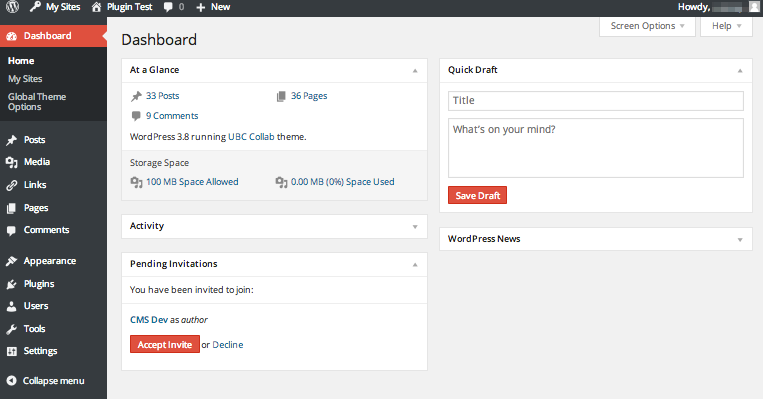 My Sites Plugin Test 0 New Howdy,
Screen Options Help
Dashboard
Home
My Sites
Global Theme
Options
Posts
Media
Links
Pages
Comments
Appearance
Plugins
Users
Tools
Settings
Collapse menu
Dashboard
At a Glance
33 Posts 36 Pages
9 Comments
WordPress 3.8 running UBC Collab theme.
Storage Space
100 MB Space Allowed 0.00 MB (0%) Space Used
Activity
Pending Invitations
You have been invited to join:
CMS Dev as author
Accept Invite or Decline
Quick Draft
Title
What's on your mind?
Save Draft
WordPress News